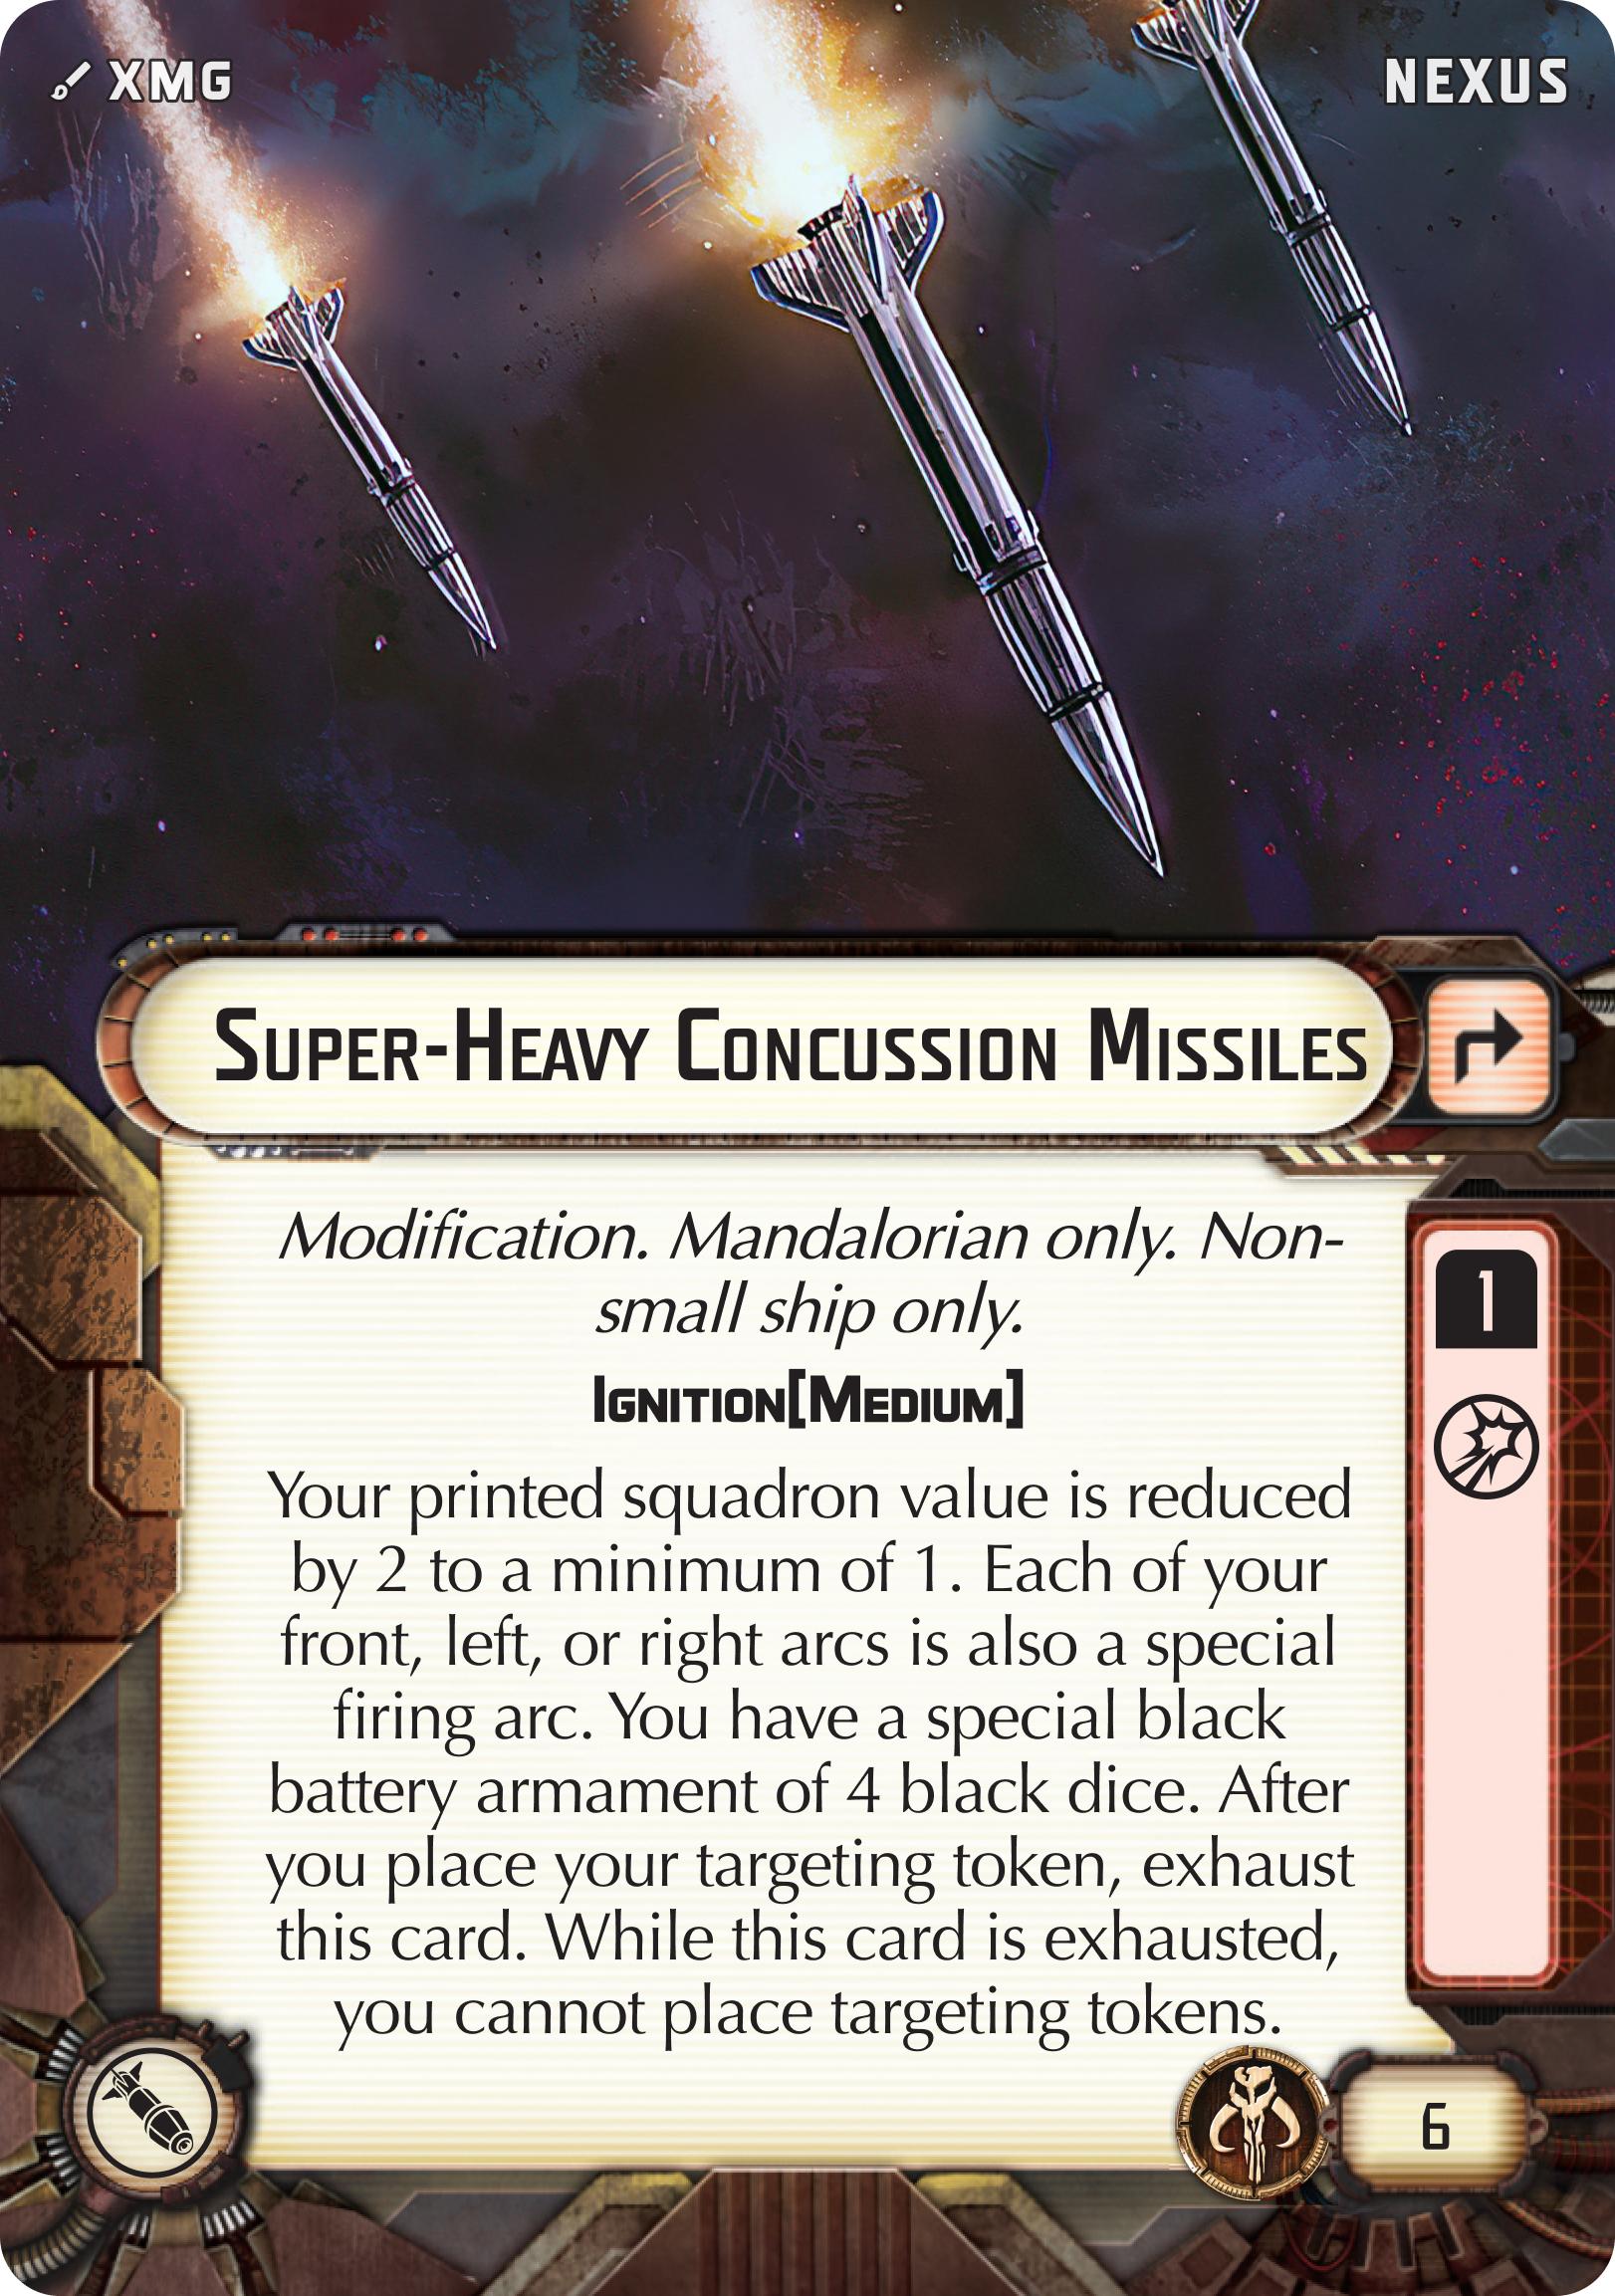 XMG
NEXUS
Super-Heavy Concussion Missiles
Modification. Mandalorian only. Non-
small ship only.
Ignition[Medium]
1
Your printed squadron value is reduced
by 2 to a minimum of 1. Each of your
front, left, or right arcs is also a special
firing arc. You have a special black
battery armament of 4 black dice. After
you place your targeting token, exhaust
this card. While this card is exhausted,
you cannot place targeting tokens.
6